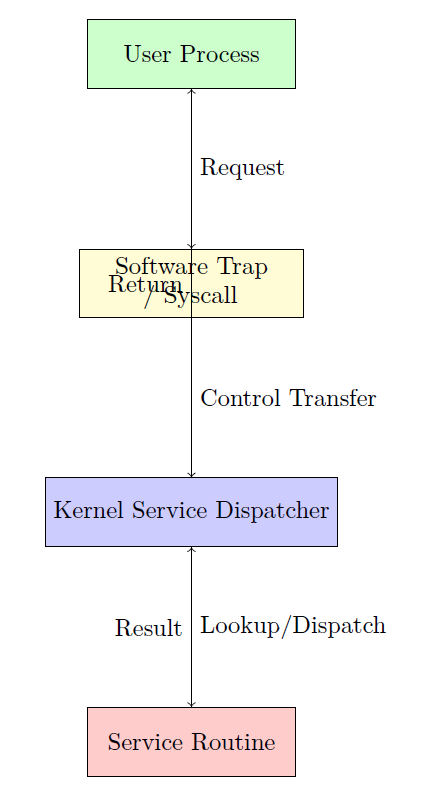 User Process
Request
Software Trap
Return
/ Syscall
Control Transfer
Kernel Service Dispatcher
Result
Lookup/Dispatch
Service Routine